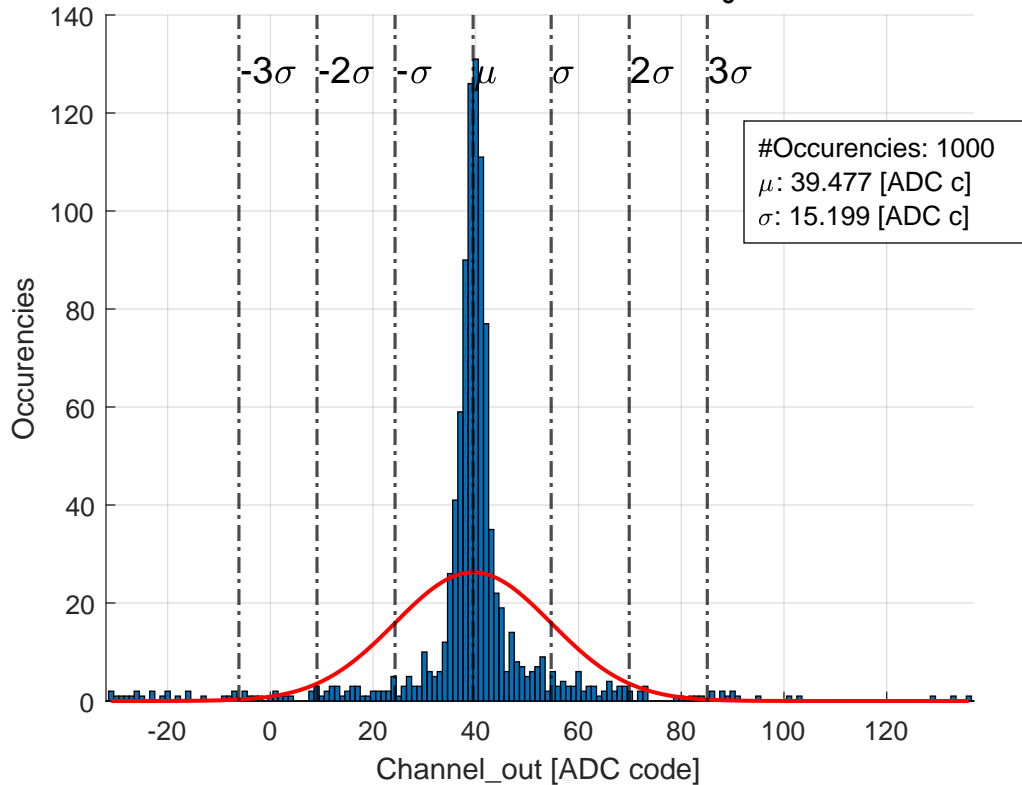 140
120
100
80
60
40
20
0
-3σ -2σ -σ μ σ 2σ 3σ
#Occurencies: 1000
μ: 39.477 [ADC c]
σ: 15.199 [ADC c]
Occurencies
-20 0 20 40 60 80 100 120
Channel_out [ADC code]